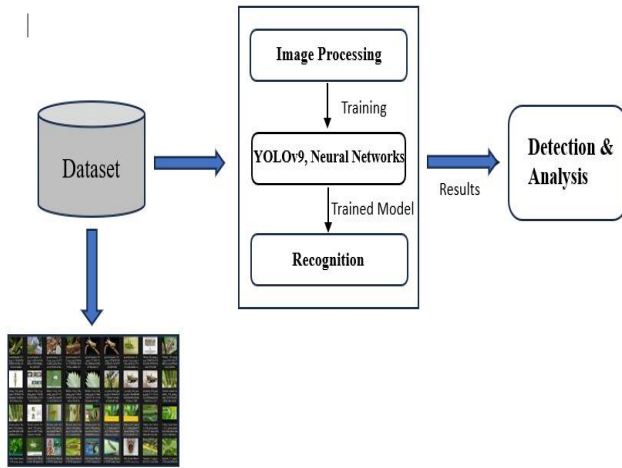 Image Processing
Training
Dataset
YOLOv9, Neural Networks
Results
Detection &
Analysis
Trained Model
Recognition